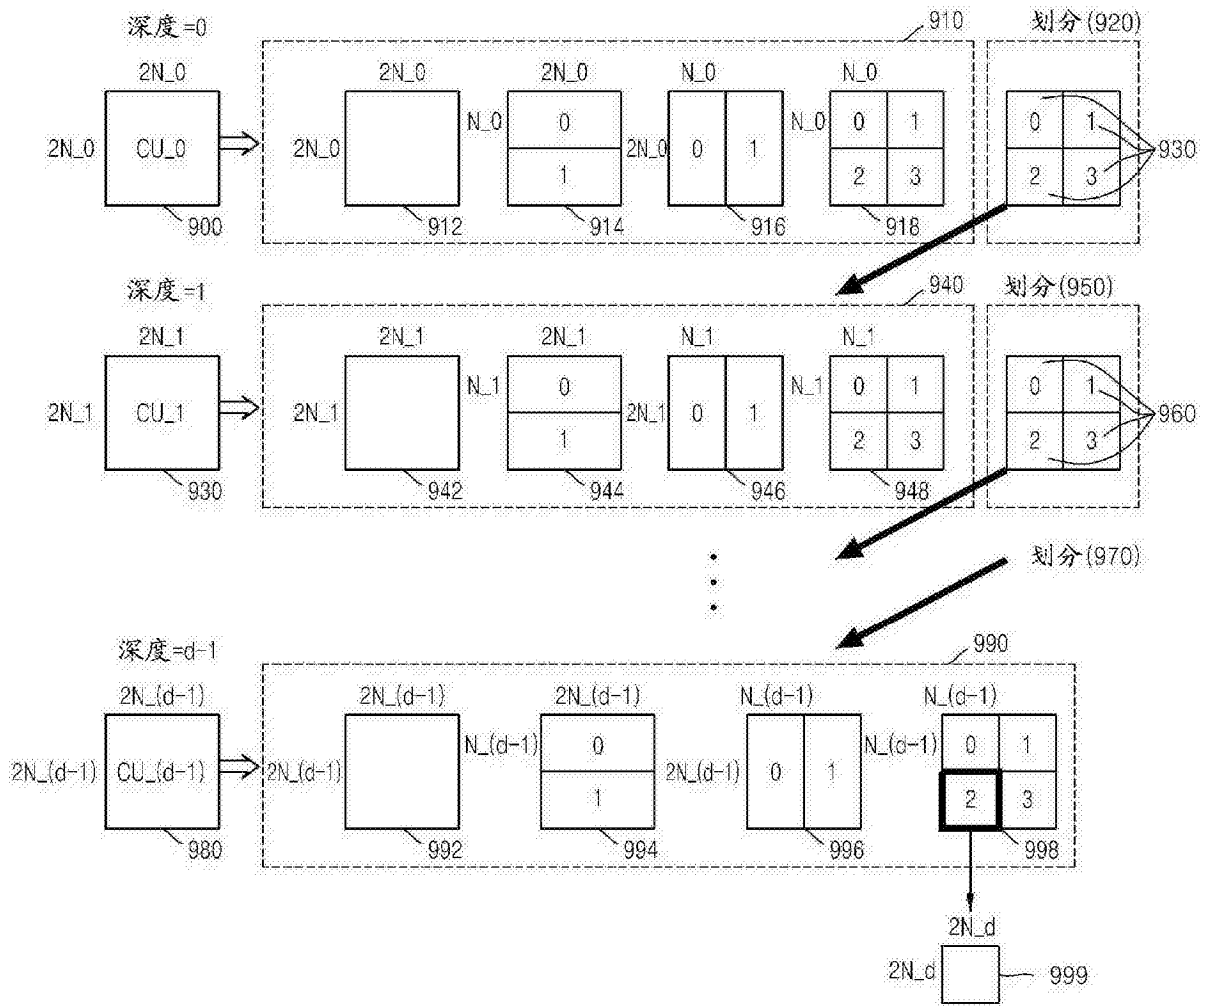 深度=0 910 划分(920)
2N_0 2N_0 2N_0 N_0 N_0
2N_0 CU_0 2N_0 N_0 0 1 2N_0 0 1 N_0 0 1 2 3 0 1 2 3 930
900 912 914 916 918
深度=1 940 划分(950)
2N_1 2N_1 2N_1 N_1 N_1
2N_1 CU_1 2N_1 N_1 0 1 2N_1 0 1 N_1 0 1 2 3 0 1 2 3 960
930 942 944 946 948
划分(970)
深度=d-1 990
2N_(d-1) 2N_(d-1) 2N_(d-1) N_(d-1) N_(d-1)
2N_(d-1) CU_(d-1) 2N_(d-1) N_(d-1) 0 1 2N_(d-1) 0 1 N_(d-1) 0 1 2 3
980 992 994 996 998
2N_d
2N_d 999